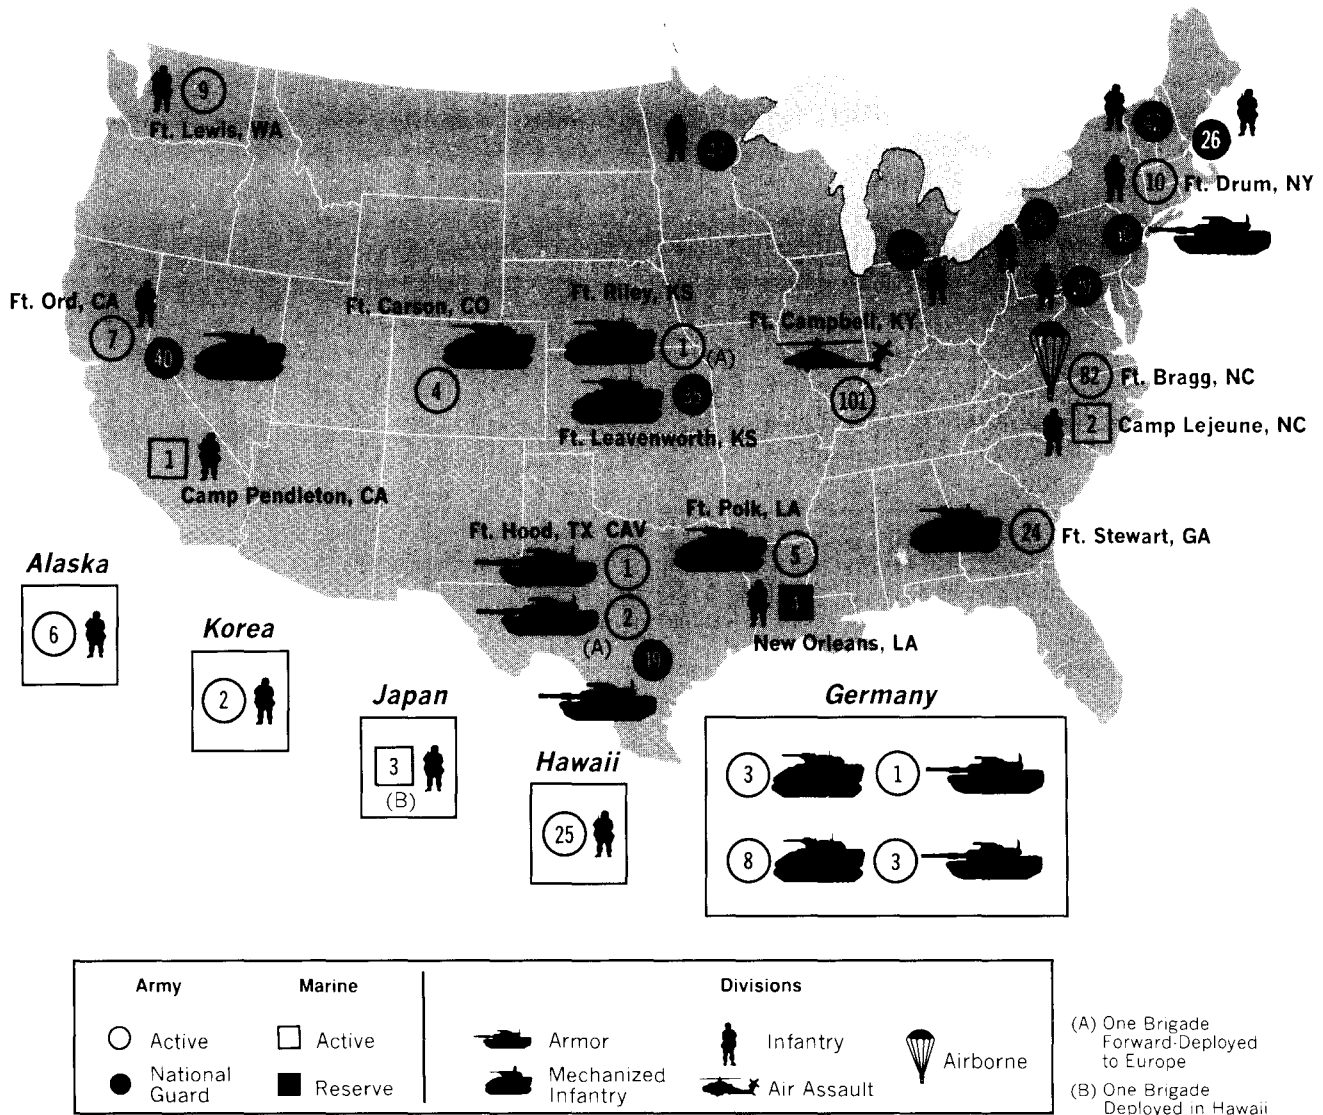 9
Ft. Lewis, WA
26
10
Ft. Drum, NY
Ft. Ord, CA
7
40
Ft. Carson, CO
4
Ft. Riley, KS
1
(A)
Ft. Leavenworth, KS
Ft. Campbell, KY
101
82
Ft. Bragg, NC
2
Camp Lejeune, NC
1
Camp Pendleton, CA
Ft. Hood, TX CAV
1
2
(A)
Ft. Polk, LA
5
New Orleans, LA
24
Ft. Stewart, GA
Alaska
6
Korea
2
Japan
3
(B)
Hawaii
25
Germany
3
1
8
3
Army
Marine
Divisions
Active
National
Guard
Active
Reserve
Armor
Mechanized
Infantry
Infantry
Air Assault
Airborne
(A) One Brigade
Forward-Deployed
to Europe
(B) One Brigade
Deployed in Hawaii